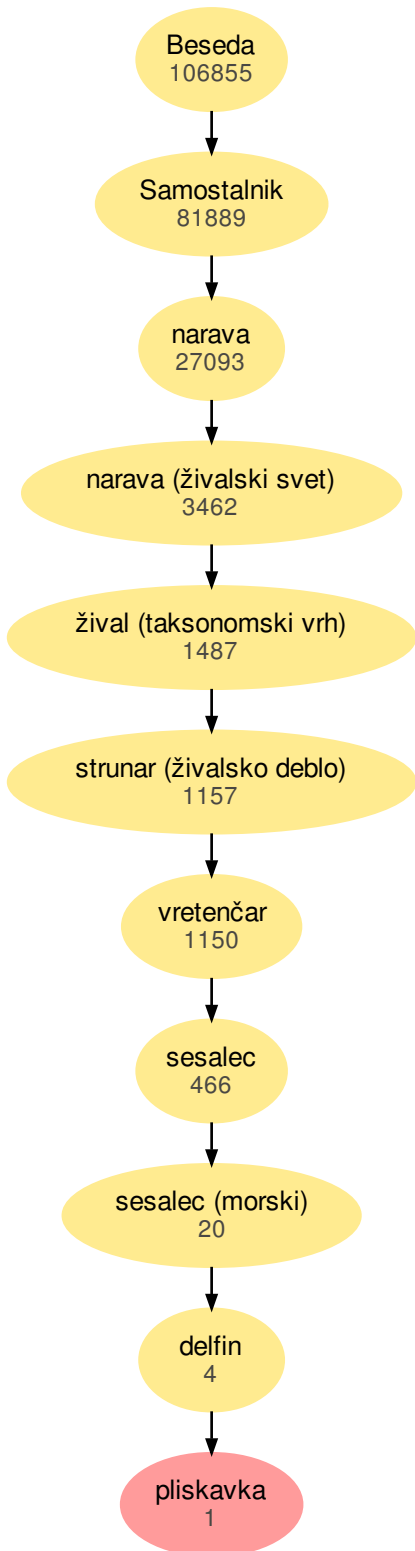 Beseda
106855
Samostalnik
81889
narava
27093
narava (živalski svet)
3462
žival (taksonomski vrh)
1487
strunar (živalsko deblo)
1157
vretenčar
1150
sesalec
466
sesalec (morski)
20
delfin
4
pliskavka
1